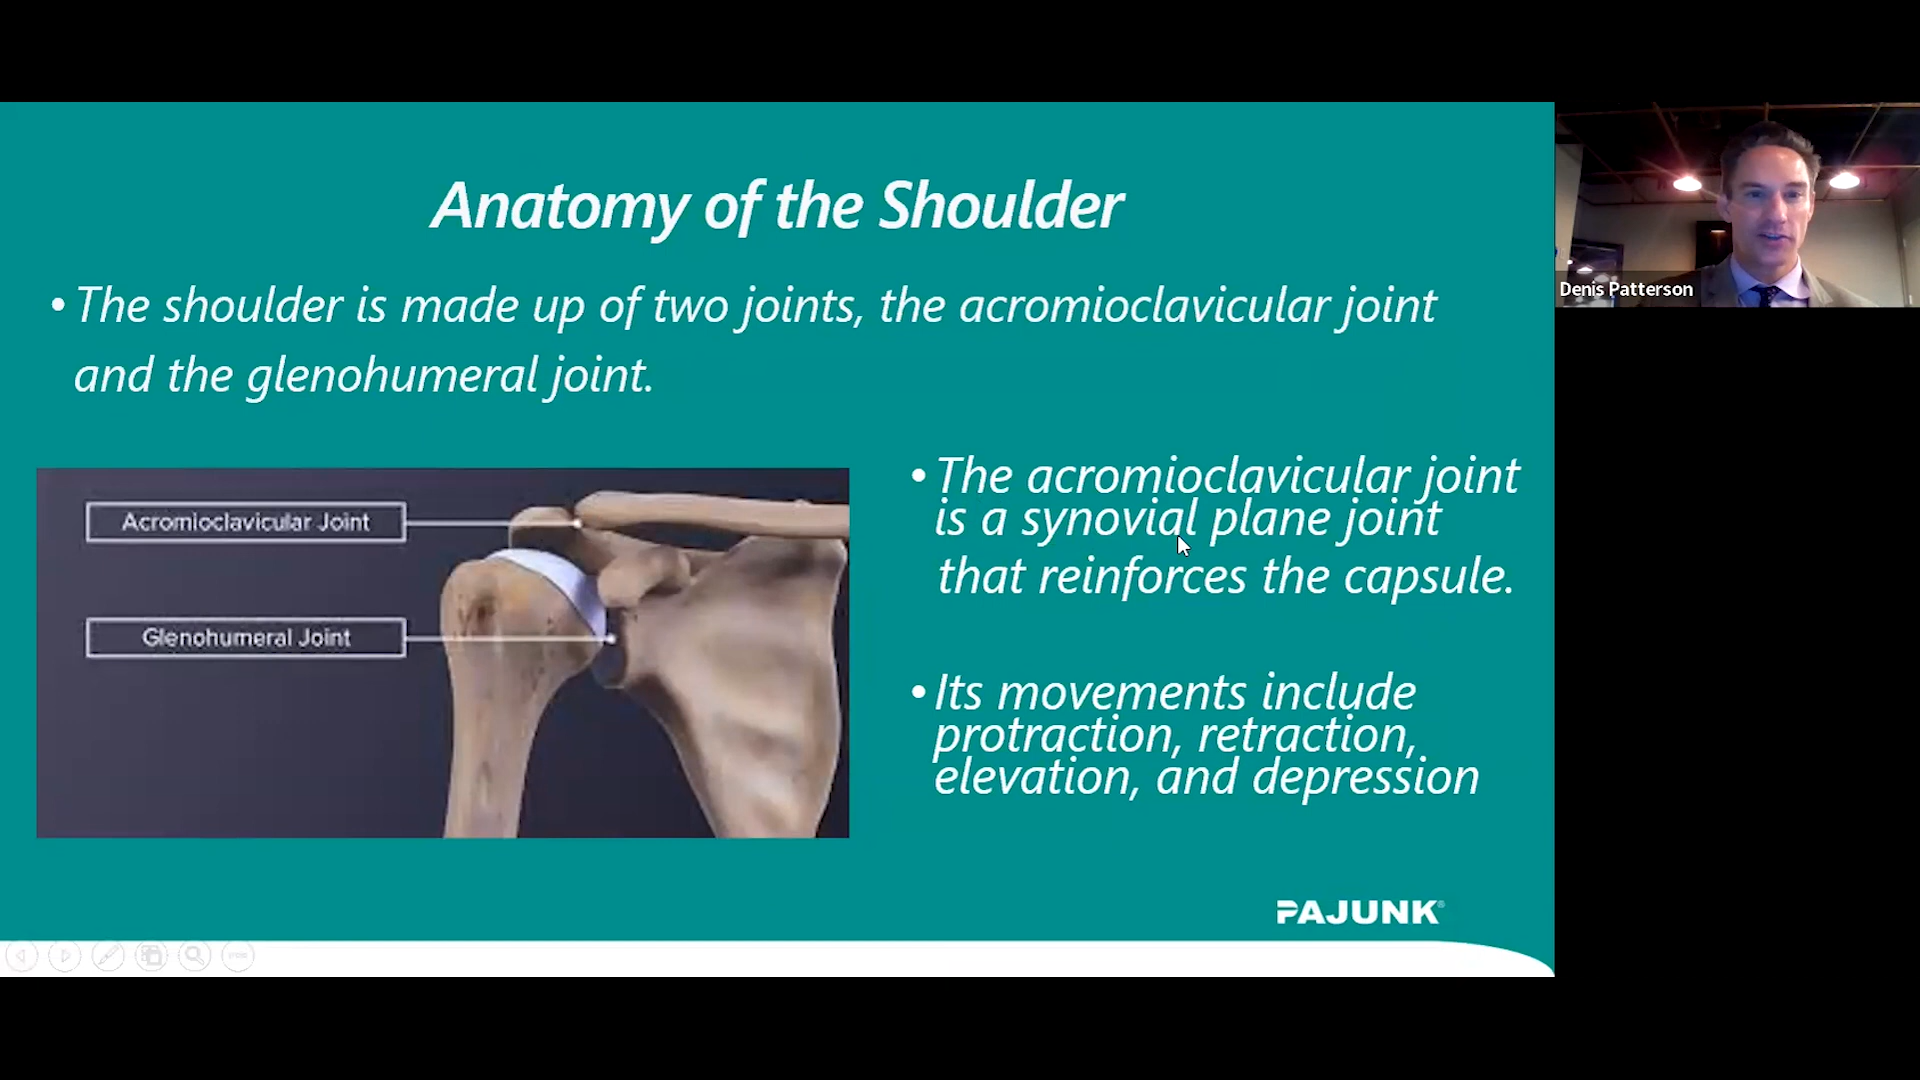 Anatomy of the Shoulder
• The shoulder is made up of two joints, the acromioclavicular joint
and the glenohumeral joint.
Acromioclavicular Joint
Glenohumeral Joint
• The acromioclavicular joint
is a synovial plane joint
that reinforces the capsule.
• Its movements include
protraction, retraction,
elevation, and depression
PAJUNK®
Denis Patterson